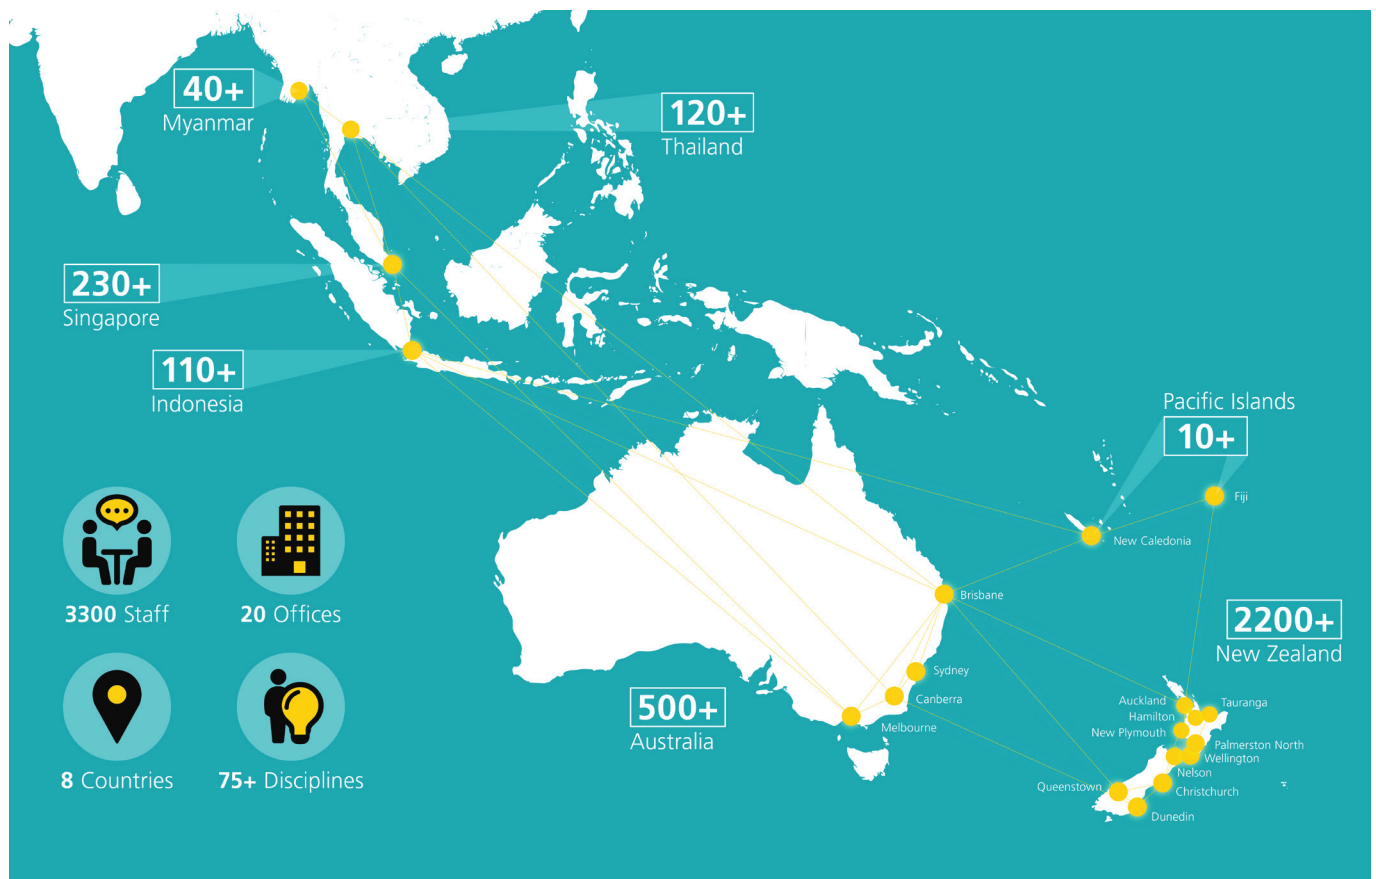 40+
Myanmar
120+
Thailand
230+
Singapore
110+
Indonesia
Pacific Islands
10+
Fiji
New Caledonia
Brisbane
2200+
New Zealand
Sydney
Canberra
Melbourne
500+
Australia
Auckland
Tauranga
Hamilton
New Plymouth
Palmerston North
Wellington
Nelson
Queenstown
Christchurch
Dunedin
3300 Staff
20 Offices
8 Countries
75+ Disciplines